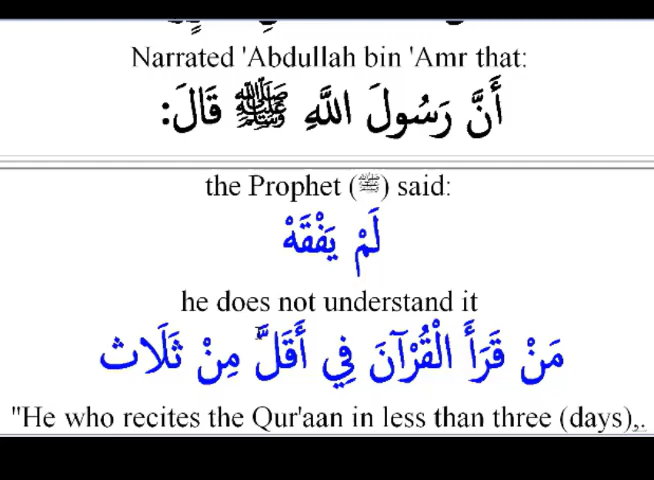 Narrated 'Abdullah bin 'Amr that:
أَنَّ رَسُولَ اللَّهِ ﷺ قَالَ:
the Prophet (ﷺ) said:
لَمْ يَفْقَهْ
he does not understand it
مَنْ قَرَأَ الْقُرْآنَ فِي أَقَلَّ مِنْ ثَلَاث
"He who recites the Qur'aan in less than three (days),.